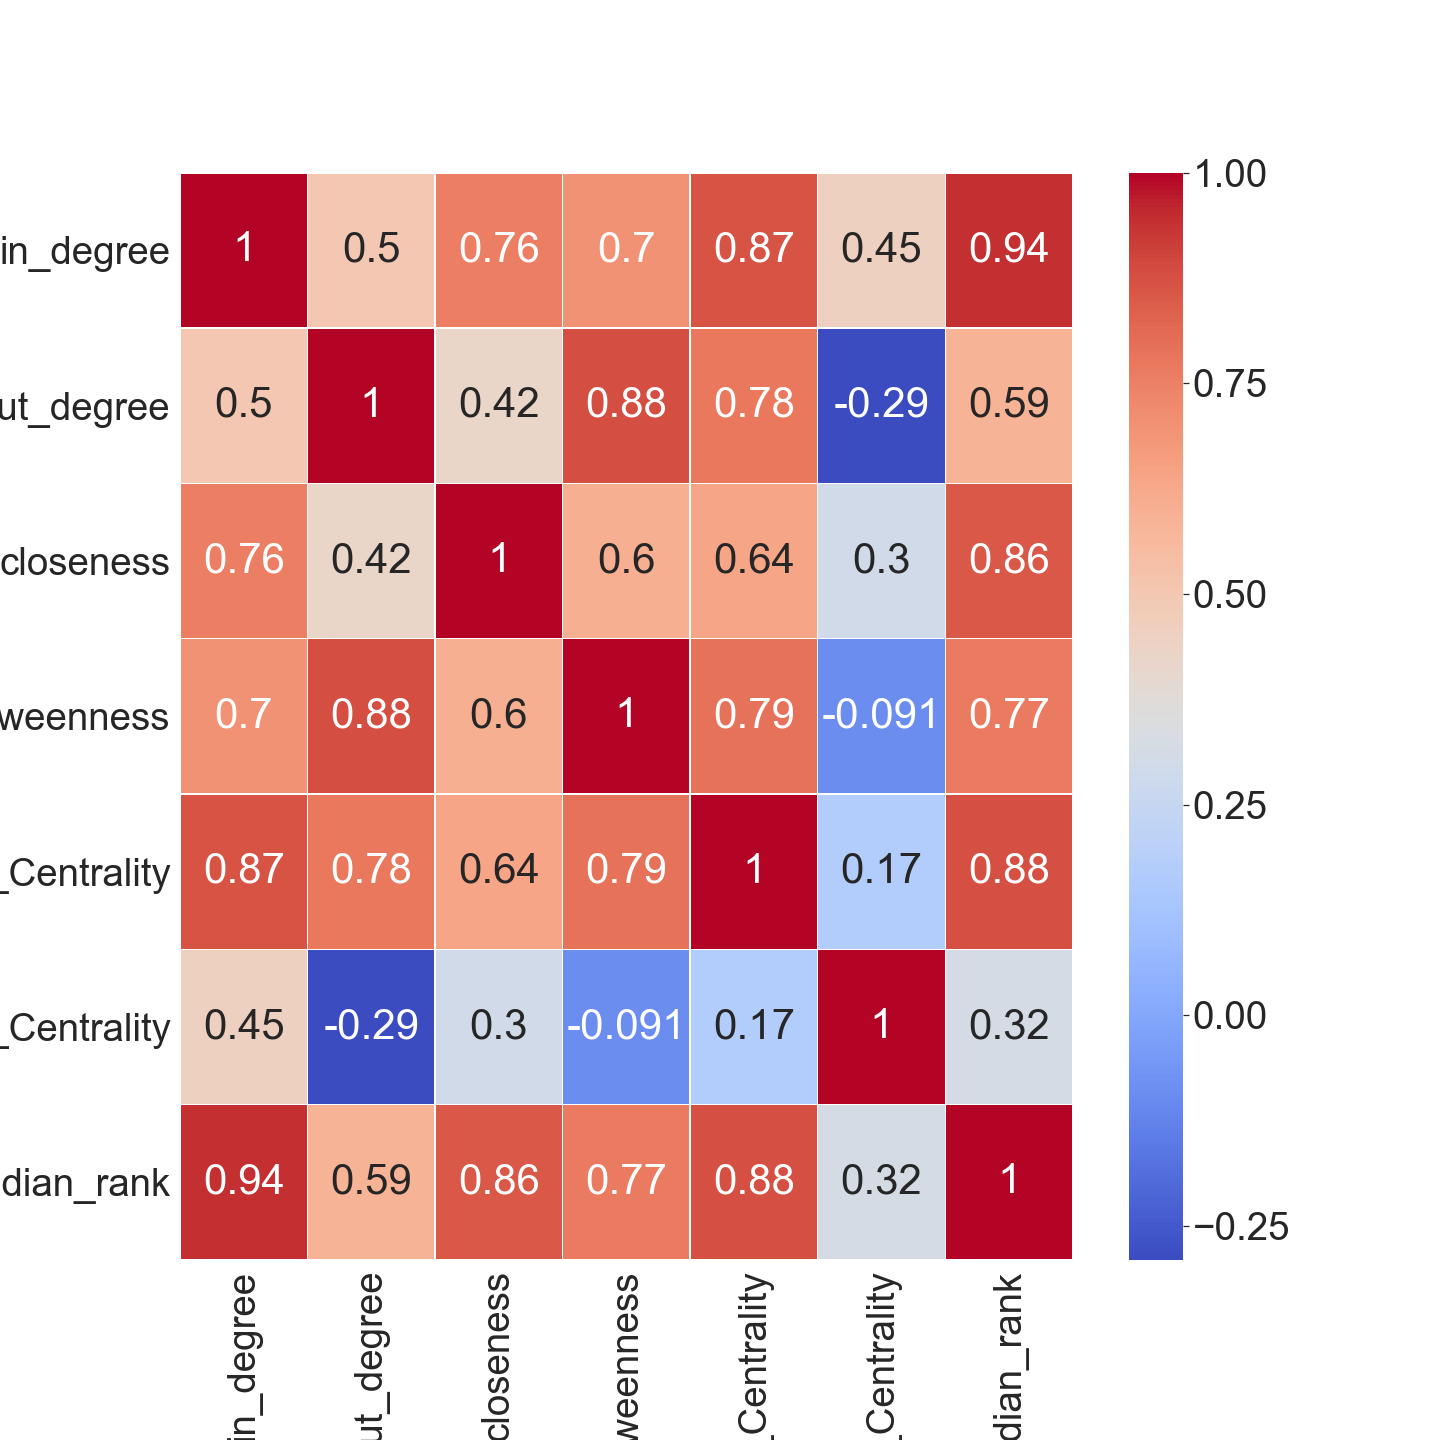 1.00
in_degree 1 0.5 0.76 0.7 0.87 0.45 0.94
0.75
ut_degree 0.5 1 0.42 0.88 0.78 -0.29 0.59
closeness 0.76 0.42 1 0.6 0.64 0.3 0.86
0.50
weenness 0.7 0.88 0.6 1 0.79 -0.091 0.77
0.25
_Centrality 0.87 0.78 0.64 0.79 1 0.17 0.88
0.00
_Centrality 0.45 -0.29 0.3 -0.091 0.17 1 0.32
dian_rank 0.94 0.59 0.86 0.77 0.88 0.32 1
−0.25
in_degree
ut_degree
closeness
weenness
_Centrality
_Centrality
dian_rank